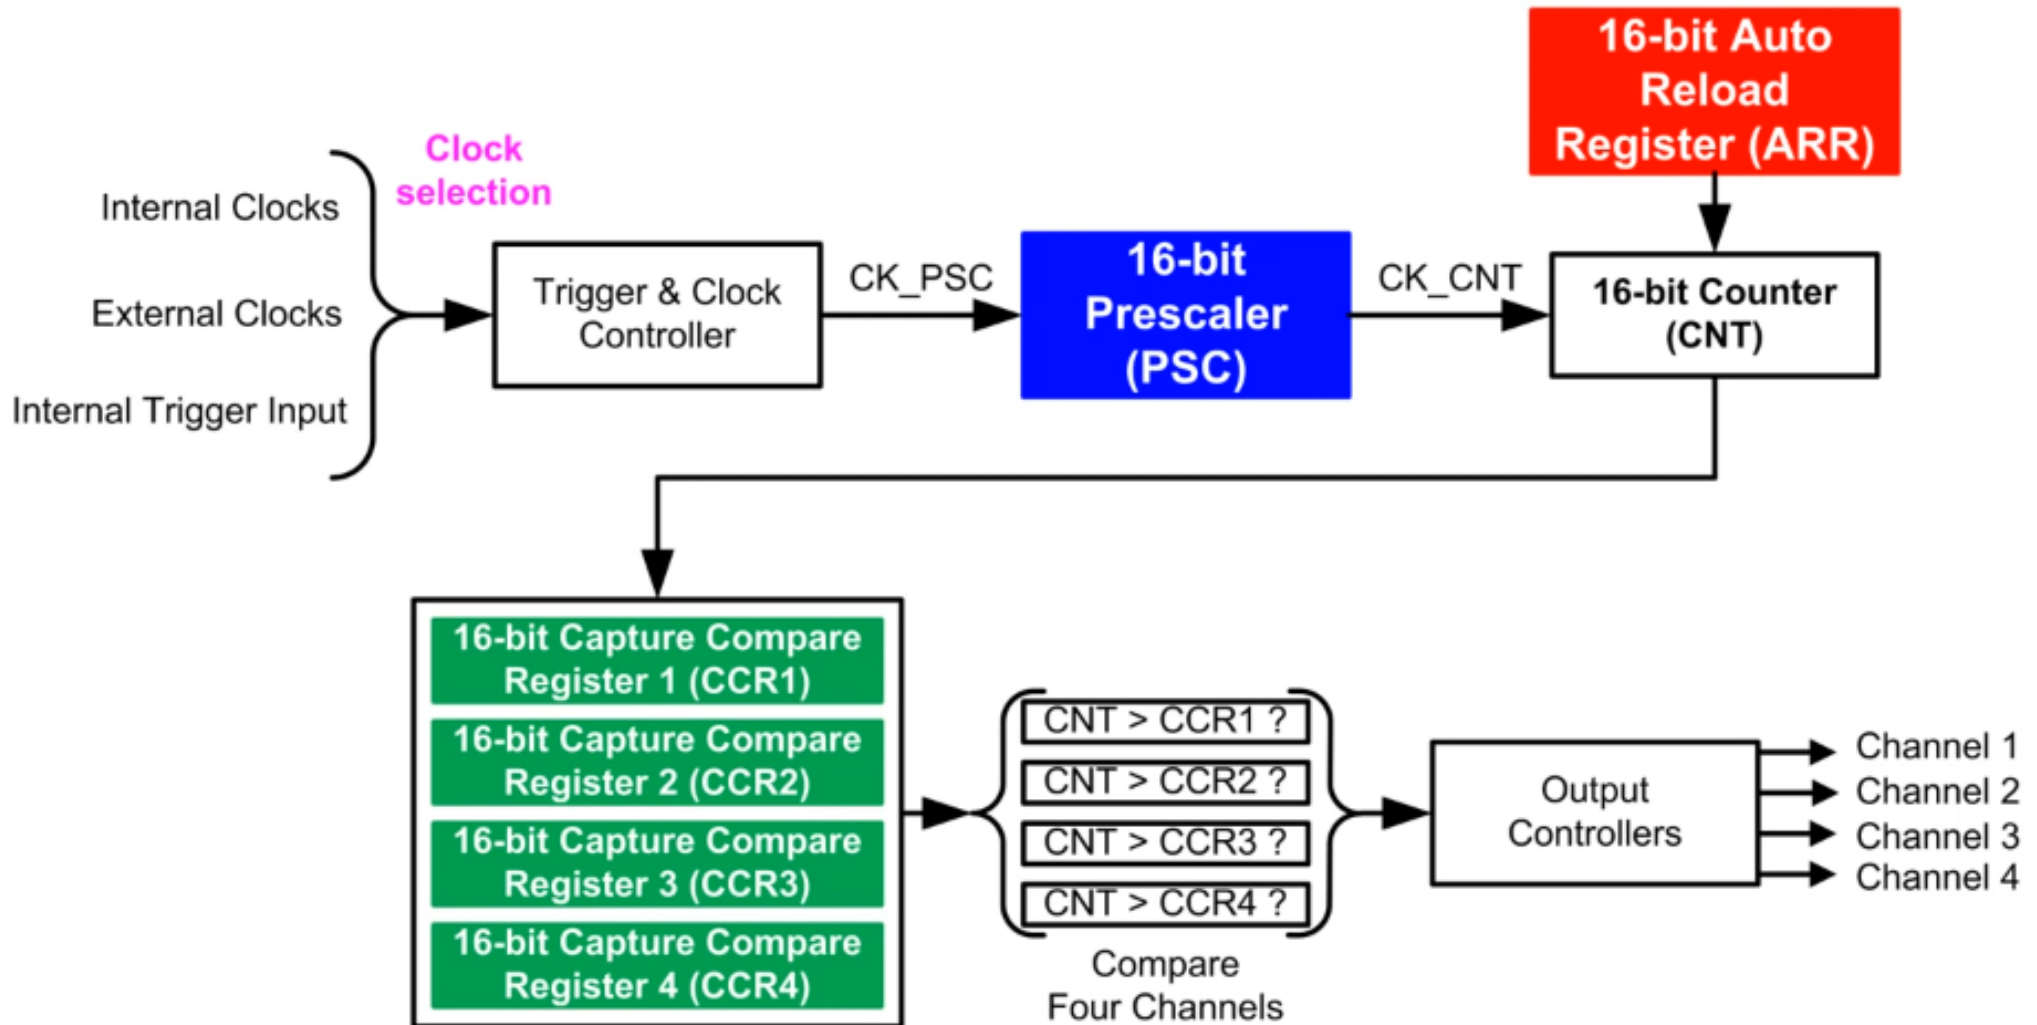 16-bit Auto
Reload
Register (ARR)
Clock
selection
Internal Clocks
External Clocks
Internal Trigger Input
Trigger & Clock
Controller
CK_PSC
16-bit
Prescaler
(PSC)
CK_CNT
16-bit Counter
(CNT)
16-bit Capture Compare
Register 1 (CCR1)
16-bit Capture Compare
Register 2 (CCR2)
16-bit Capture Compare
Register 3 (CCR3)
16-bit Capture Compare
Register 4 (CCR4)
CNT > CCR1 ?
CNT > CCR2 ?
CNT > CCR3 ?
CNT > CCR4 ?
Compare
Four Channels
Output
Controllers
Channel 1
Channel 2
Channel 3
Channel 4